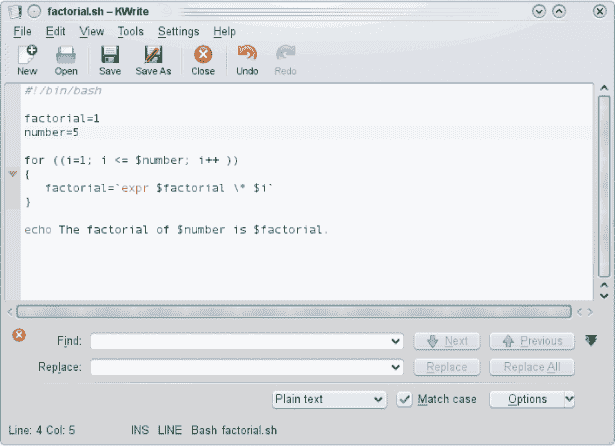 factorial.sh – KWrite
File Edit View Tools Settings Help
New Open Save Save As Close Undo Redo
#!/bin/bash
factorial=1
number=5
for ((i=1; i <= $number; i++ ))
{
factorial=`expr $factorial \* $i`
}
echo The factorial of $number is $factorial.
Find: Next Previous
Replace: Replace Replace All
Plain text Match case Options
Line: 4 Col: 5 INS LINE Bash factorial.sh